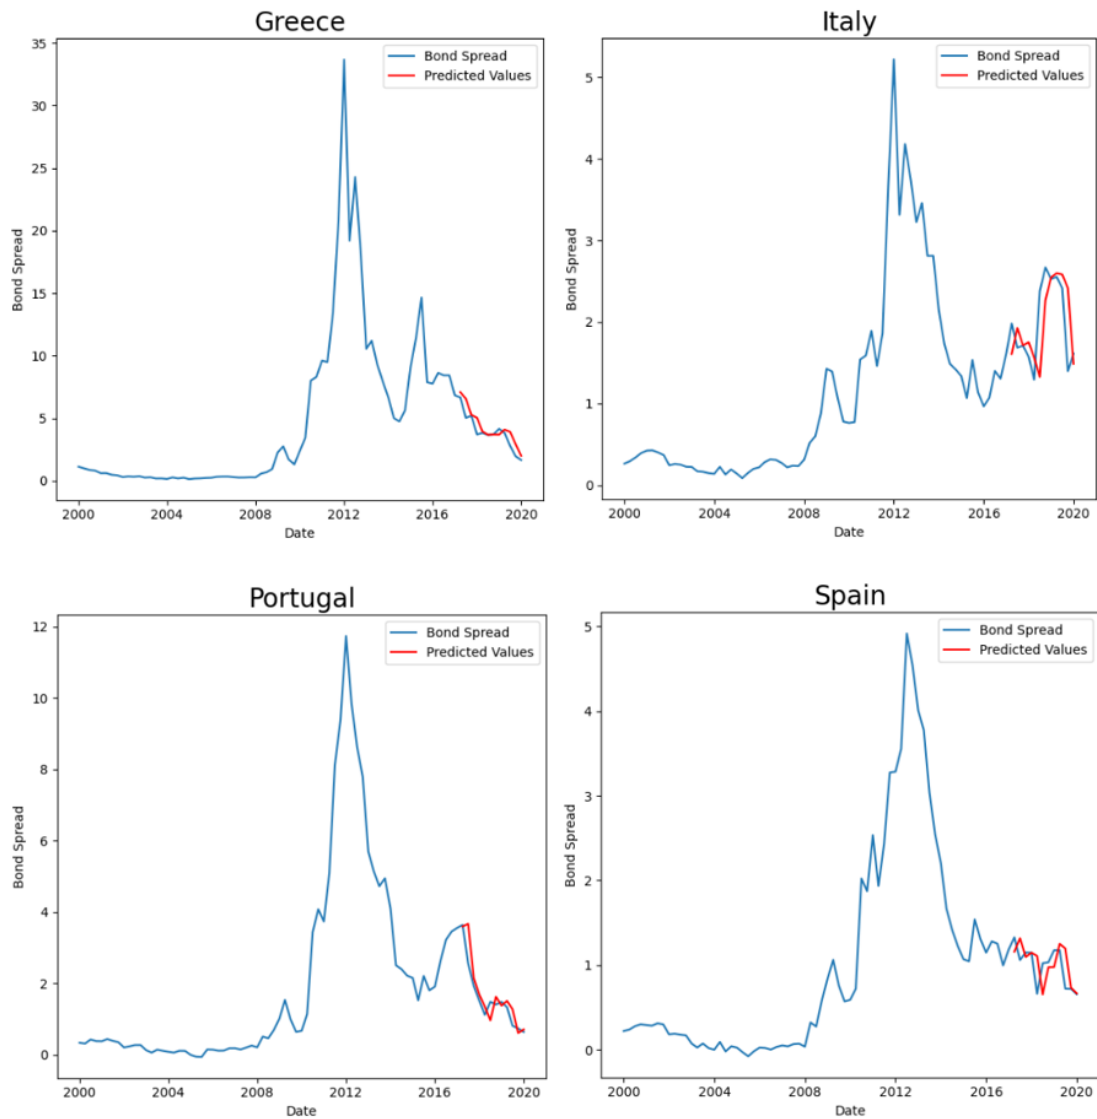 Greece
Bond Spread
Predicted Values
35
30
25
20
15
10
5
0
Bond Spread
2000 2004 2008 2012 2016 2020
Date
Italy
Bond Spread
Predicted Values
5
4
3
2
1
0
Bond Spread
2000 2004 2008 2012 2016 2020
Date
Portugal
Bond Spread
Predicted Values
12
10
8
6
4
2
0
Bond Spread
2000 2004 2008 2012 2016 2020
Date
Spain
Bond Spread
Predicted Values
5
4
3
2
1
0
Bond Spread
2000 2004 2008 2012 2016 2020
Date